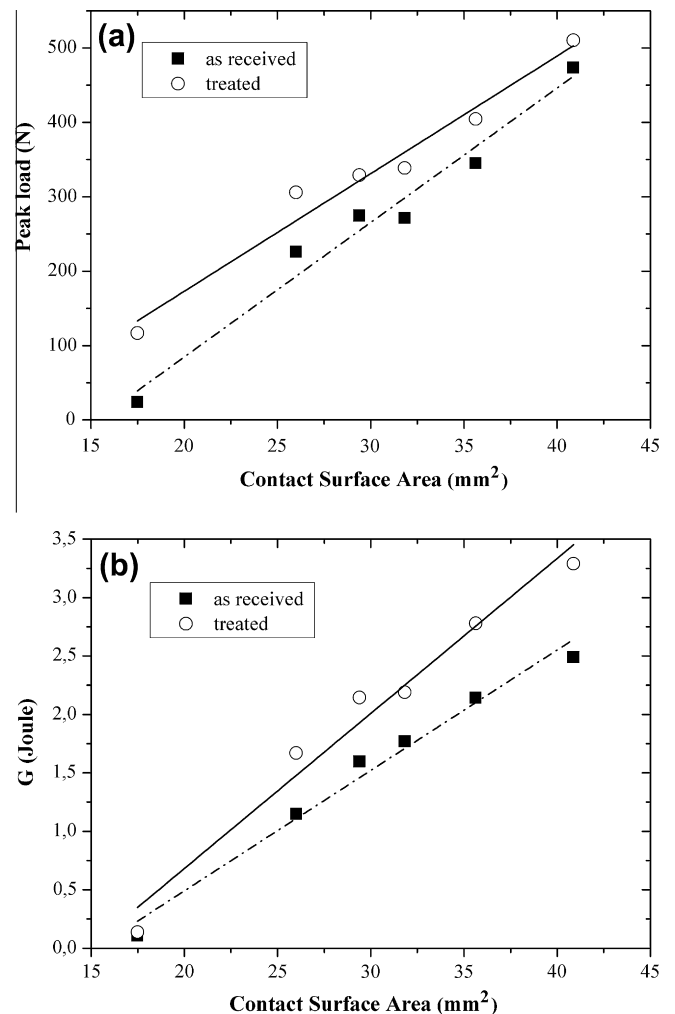 (a)
as received
treated
500
400
300
200
100
0
Peak load (N)
15 20 25 30 35 40 45
Contact Surface Area (mm²)
(b)
as received
treated
3,5
3,0
2,5
2,0
1,5
1,0
0,5
0,0
G (Joule)
15 20 25 30 35 40 45
Contact Surface Area (mm²)